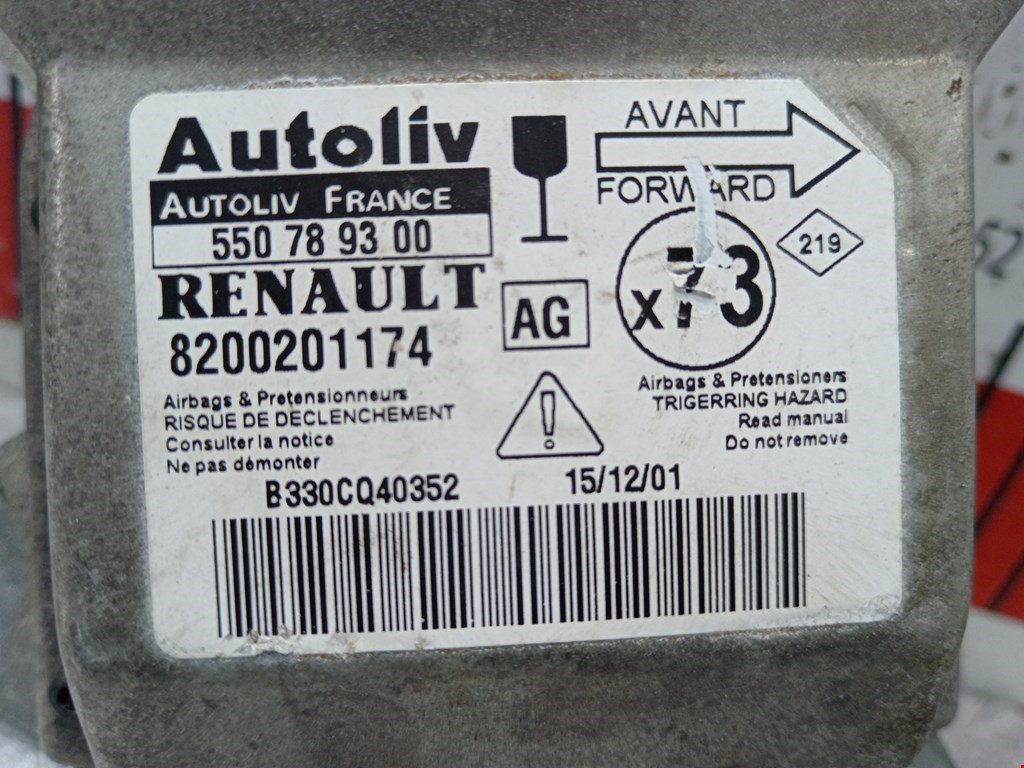 Autoliv
AUTOLIV FRANCE
550 78 93 00
RENAULT
8200201174
AG
AVANT
FORWARD
x73
219
Airbags & Pretensionneurs
RISQUE DE DECLENCHEMENT
Consulter la notice
Ne pas démonter
Airbags & Pretensioners
TRIGERRING HAZARD
Read manual
Do not remove
B330CQ40352
15/12/01